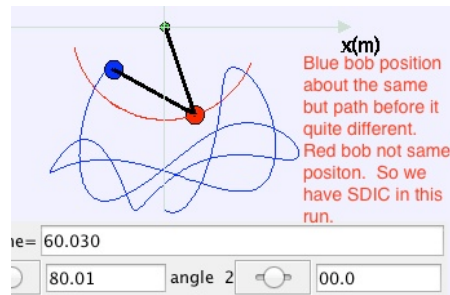 x(m)
Blue bob position
about the same
but path before it
quite different.
Red bob not same
positon. So we
have SDIC in this
run.
ne= 60.030
80.01 angle 2 00.0